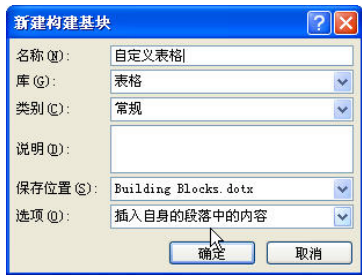 新建构建基块
名称(N): 自定义表格
库(G): 表格
类别(C): 常规
说明(D):
保存位置(S): Building Blocks.dotx
选项(O): 插入自身的段落中的内容
确定 取消